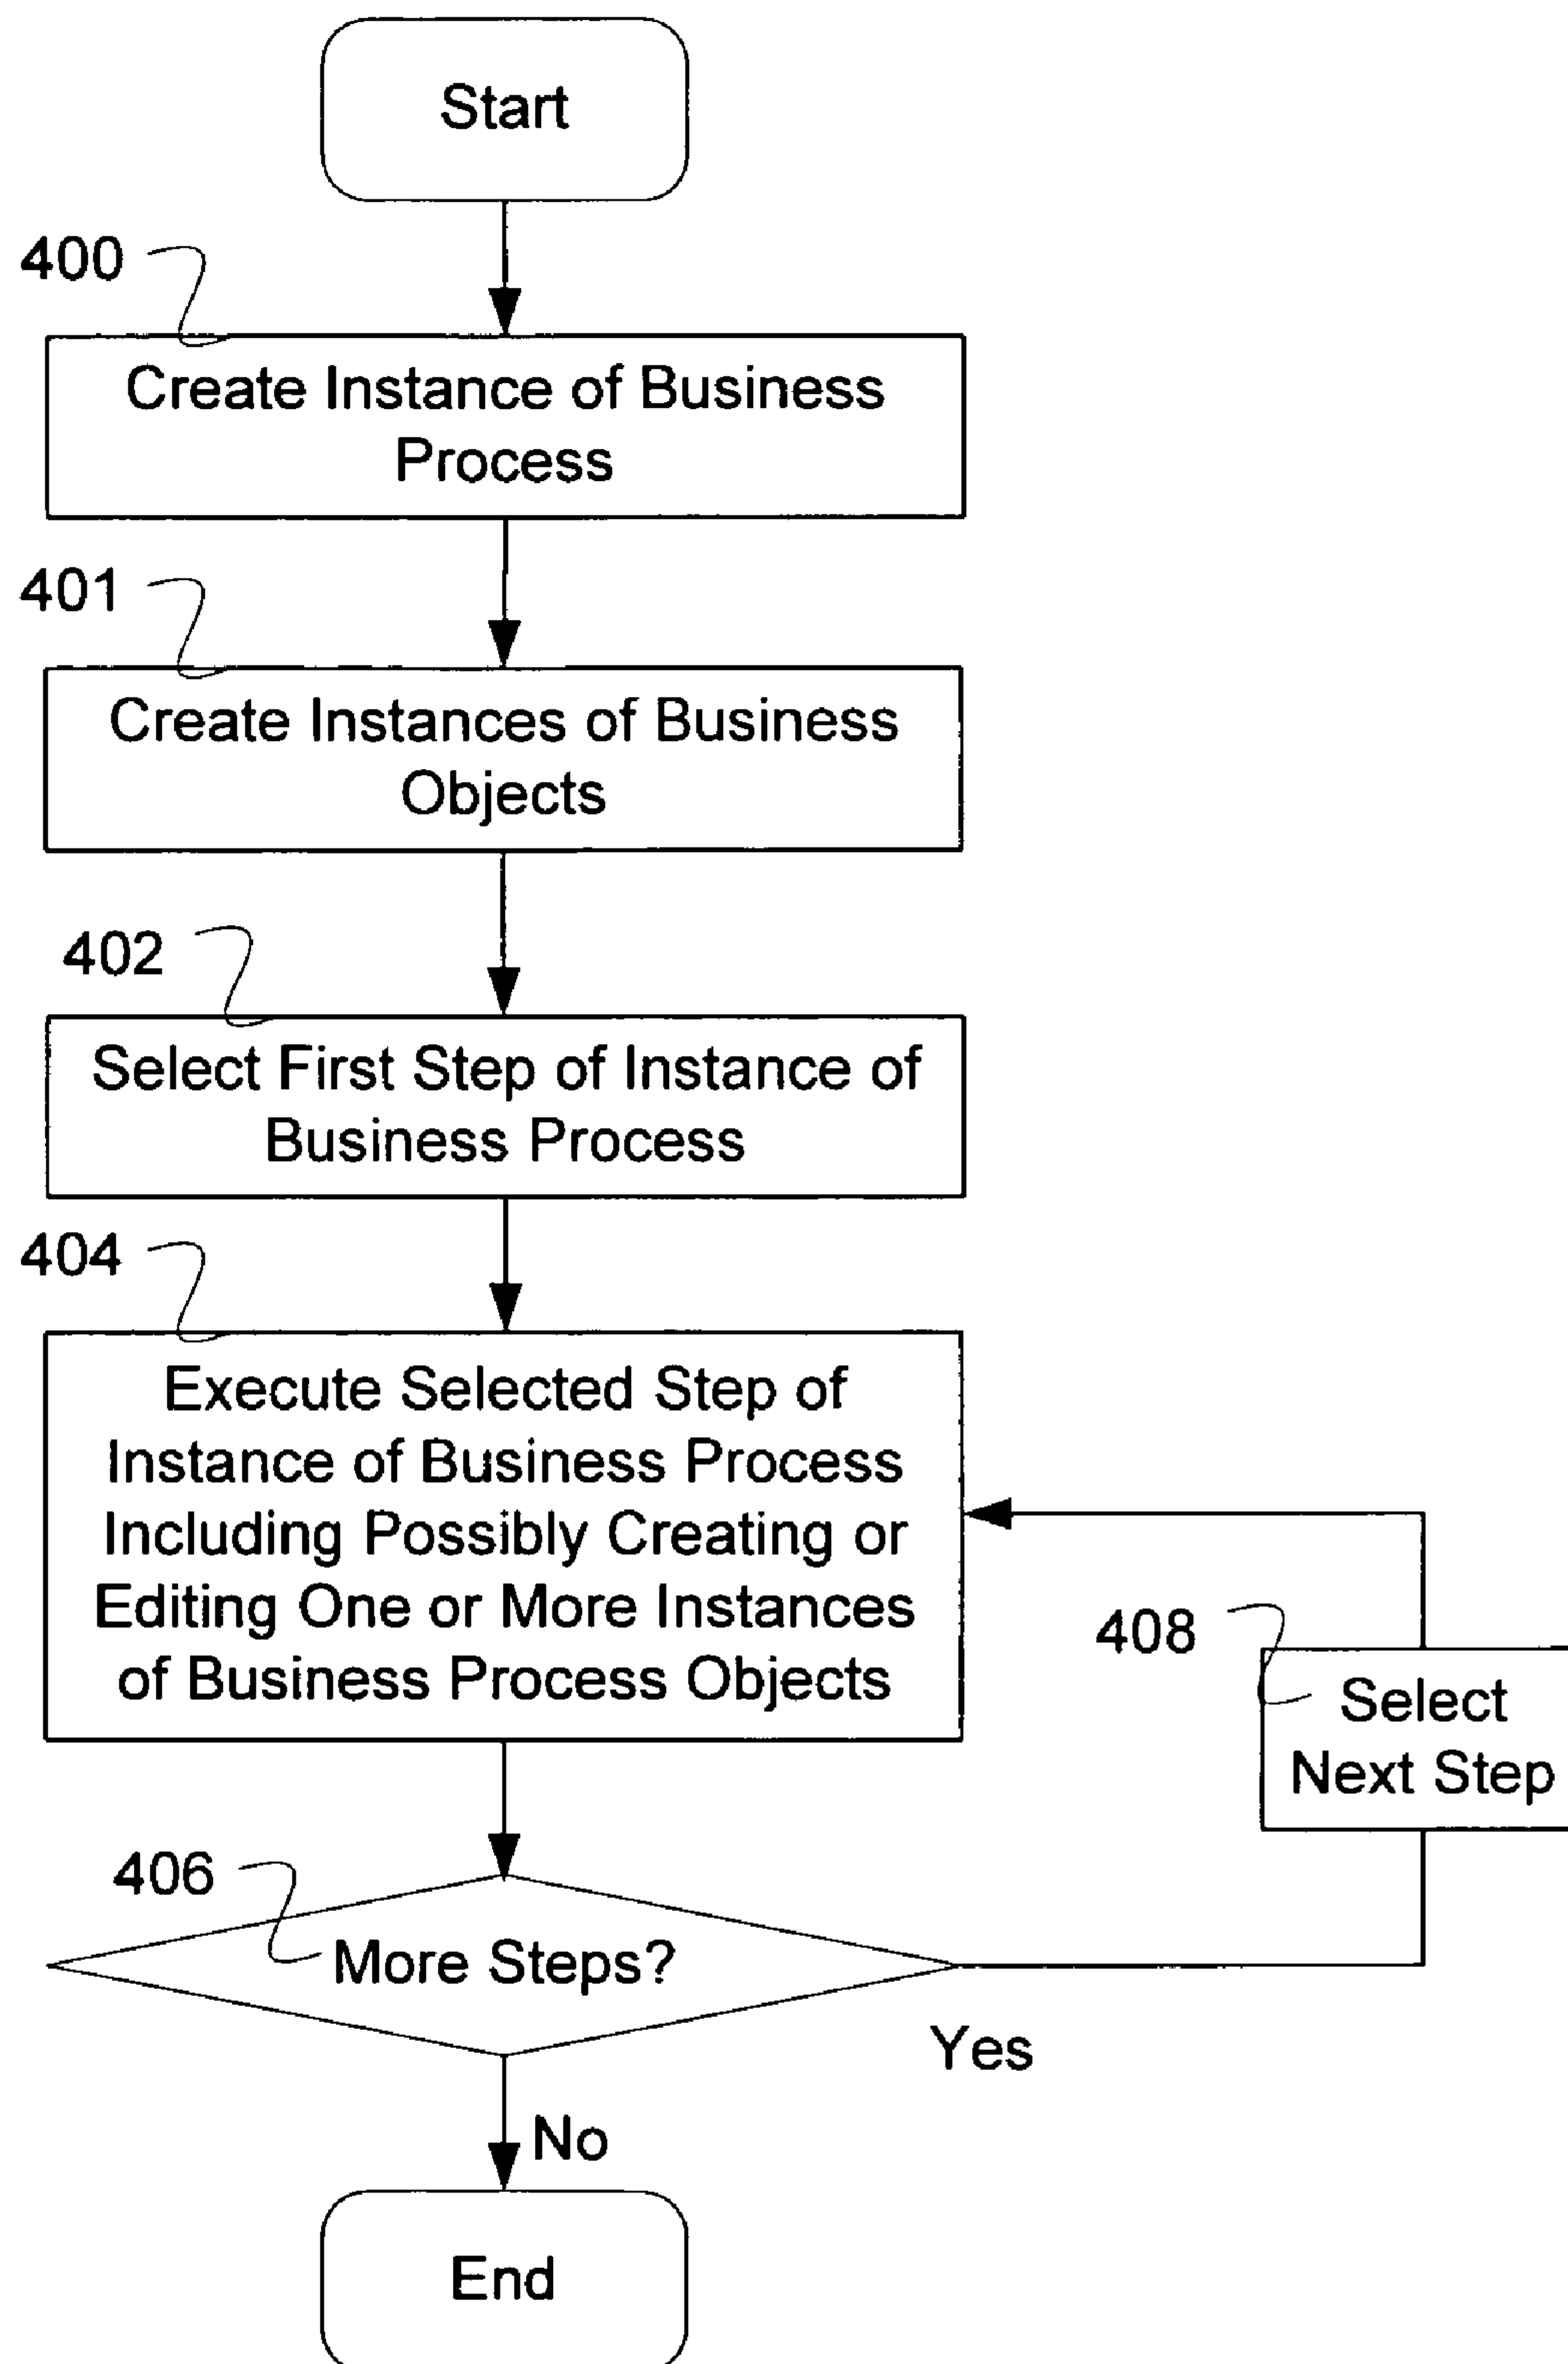 Start
400
Create Instance of Business
Process
401
Create Instances of Business
Objects
402
Select First Step of Instance of
Business Process
404
Execute Selected Step of
Instance of Business Process
Including Possibly Creating or
Editing One or More Instances
of Business Process Objects
408
Select
Next Step
406
More Steps?
Yes
No
End